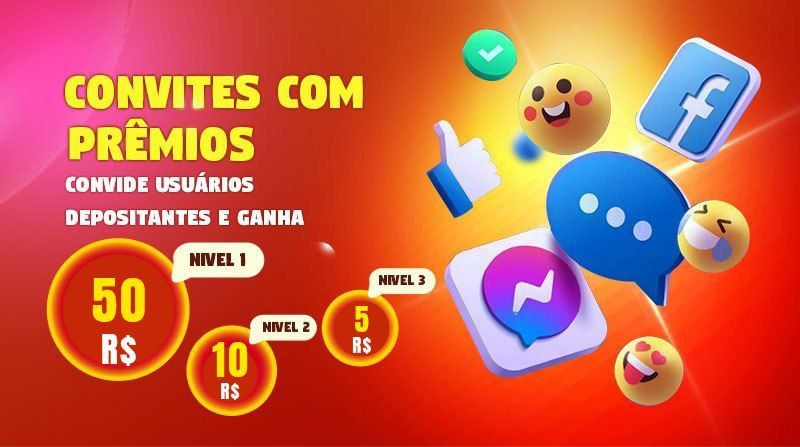 CONVITES COM
PRÊMIOS
CONVIDE USUÁRIOS
DEPOSITANTES E GANHA
NIVEL 1
50
R$
NIVEL 2
10
R$
NIVEL 3
5
R$